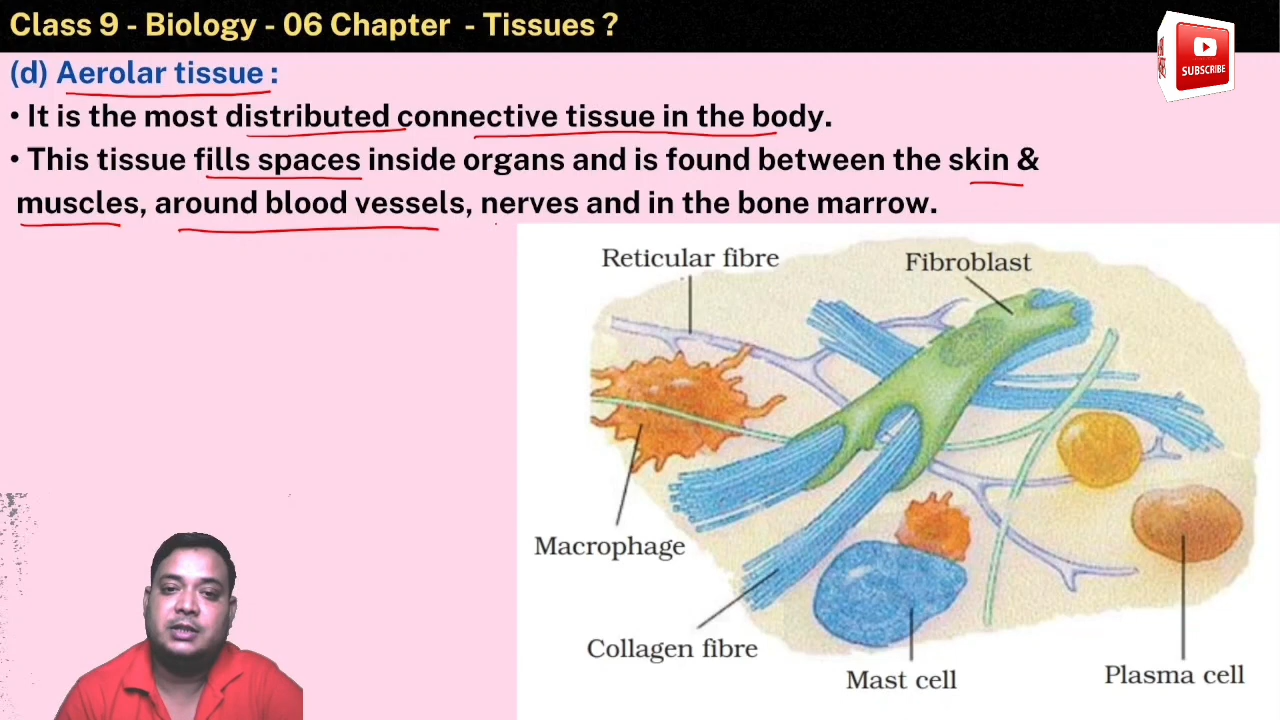 Class 9 - Biology - 06 Chapter - Tissues ?
SUBSCRIBE
(d) Aerolar tissue :
• It is the most distributed connective tissue in the body.
• This tissue fills spaces inside organs and is found between the skin &
muscles, around blood vessels, nerves and in the bone marrow.
Reticular fibre
Fibroblast
Macrophage
Collagen fibre
Mast cell
Plasma cell